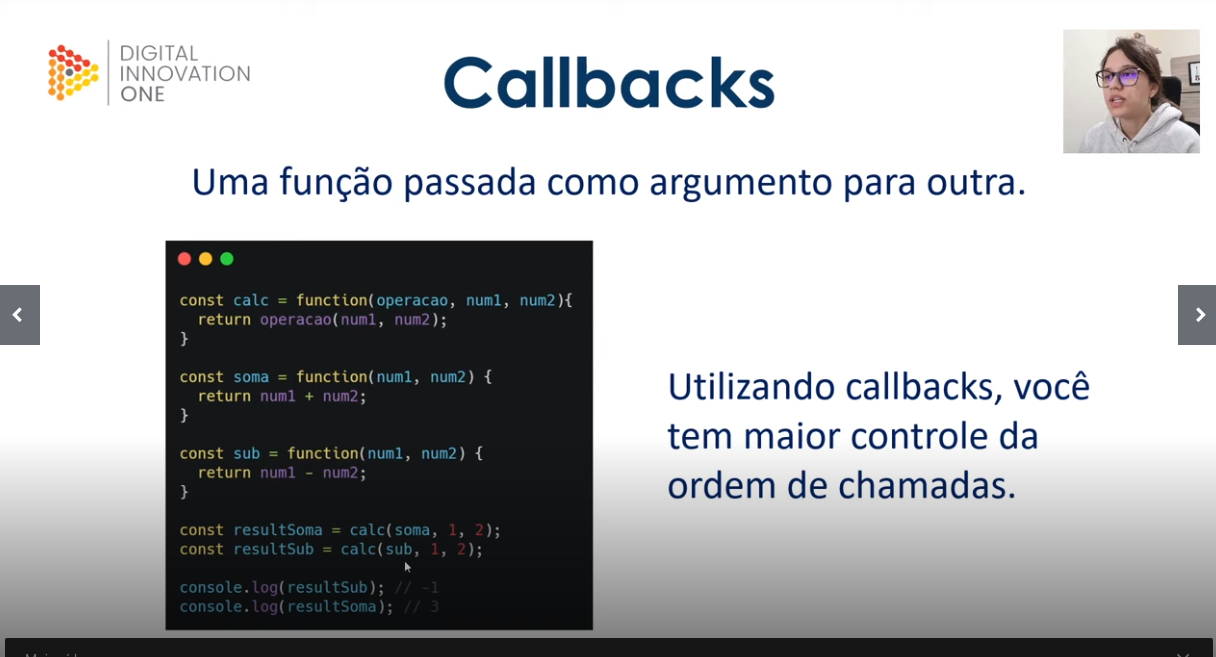 DIGITAL
INNOVATION
ONE
Callbacks
Uma função passada como argumento para outra.
const calc = function(operacao, num1, num2){
return operacao(num1, num2);
}
const soma = function(num1, num2) {
return num1 + num2;
}
const sub = function(num1, num2) {
return num1 - num2;
}
const resultSoma = calc(soma, 1, 2);
const resultSub = calc(sub, 1, 2);
console.log(resultSub); // -1
console.log(resultSoma); // 3
Utilizando callbacks, você
tem maior controle da
ordem de chamadas.